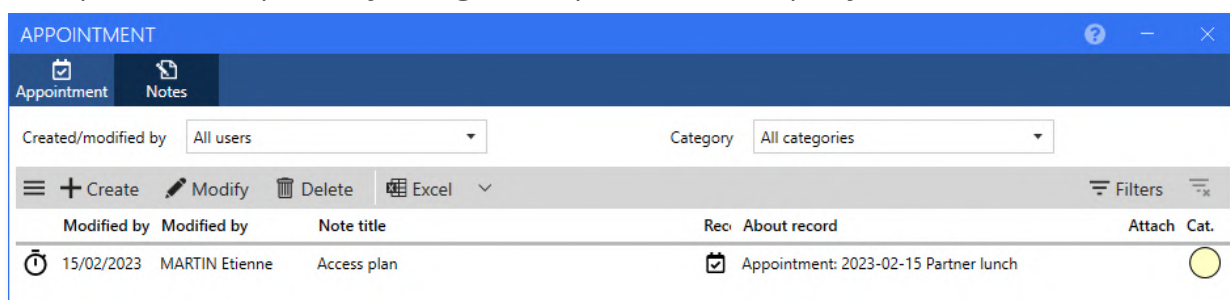 APPOINTMENT
Appointment Notes
Created/modified by All users Category All categories
Create Modify Delete Excel Filters
Modified by Modified by Note title Rec About record Attach Cat.
15/02/2023 MARTIN Etienne Access plan Appointment: 2023-02-15 Partner lunch